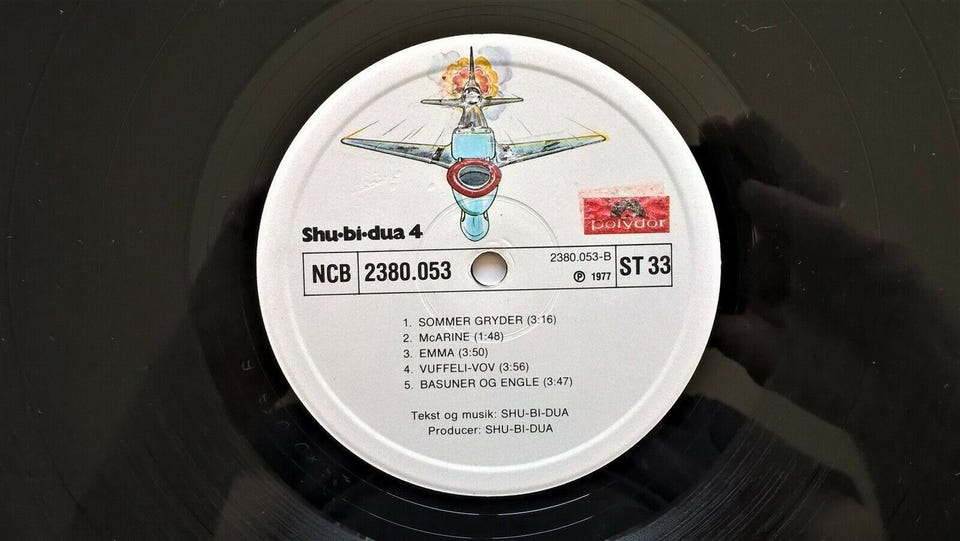 Shu·bi·dua 4
polydor
NCB 2380.053
2380.053-B
℗ 1977
ST 33
1. SOMMER GRYDER (3:16)
2. McARINE (1:48)
3. EMMA (3:50)
4. VUFFELI-VOV (3:56)
5. BASUNER OG ENGLE (3:47)
Tekst og musik: SHU-BI-DUA
Producer: SHU-BI-DUA